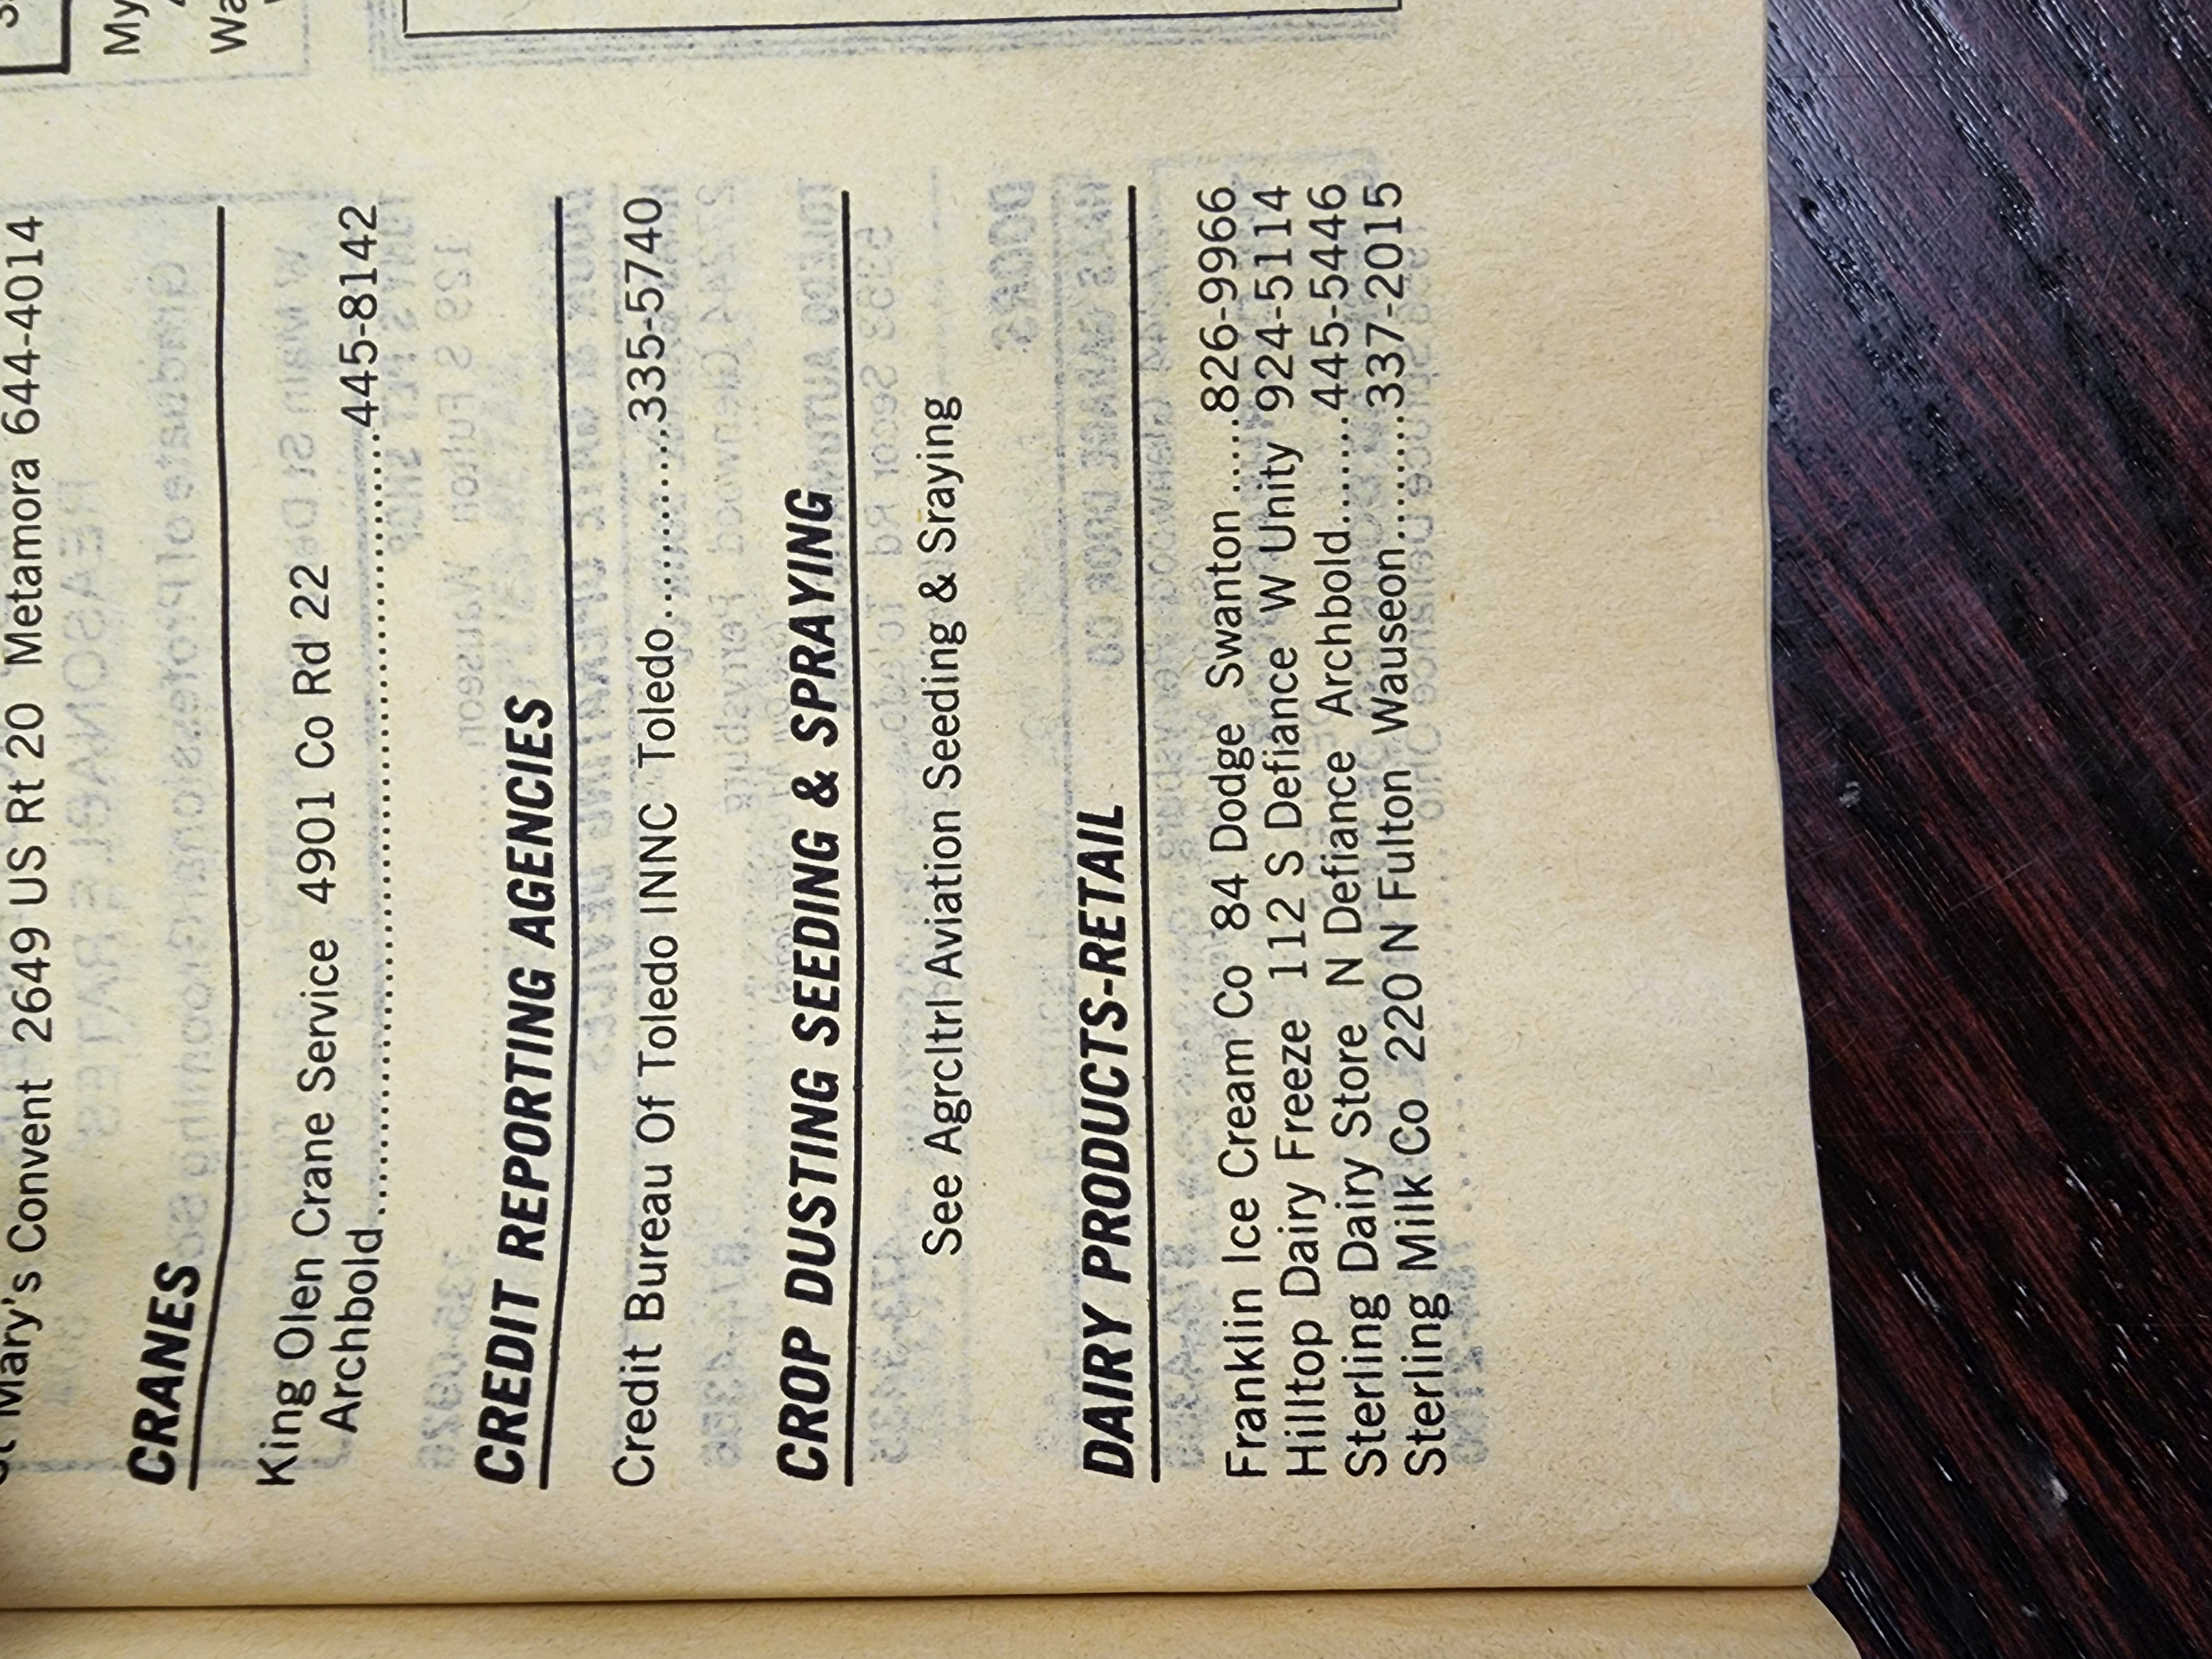 Mary's Convent 2649 US Rt 20 Metamora 644-4014
CRANES
King Olen Crane Service 4901 Co Rd 22
Archbold..............................................445-8142
CREDIT REPORTING AGENCIES
Credit Bureau Of Toledo INNC Toledo............335-5740
CROP DUSTING SEEDING & SPRAYING
See Agrcltrl Aviation Seeding & Sraying
DAIRY PRODUCTS-RETAIL
Franklin Ice Cream Co 84 Dodge Swanton......826-9966
Hilltop Dairy Freeze 112 S Defiance W Unity 924-5114
Sterling Dairy Store N Defiance Archbold........445-5446
Sterling Milk Co 220 N Fulton Wauseon.........337-2015
My
Wa